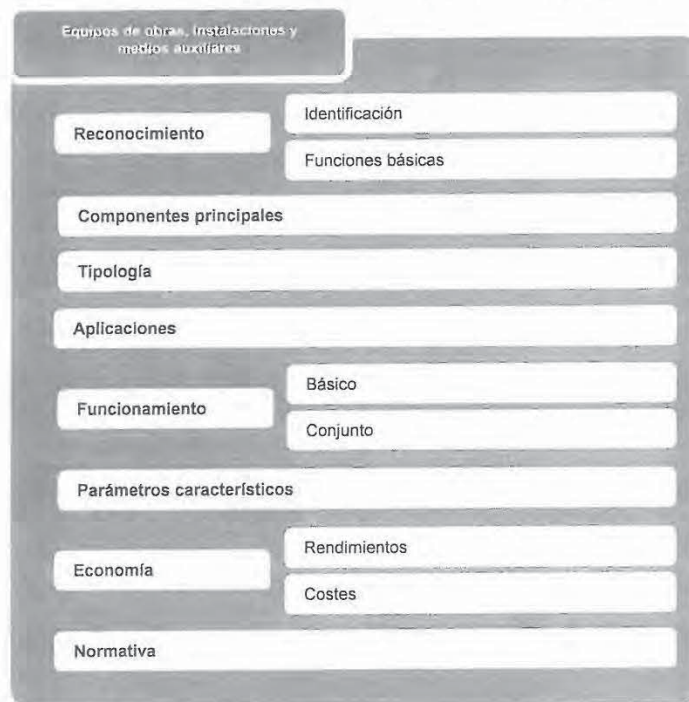 Equipos de obras, instalaciones y
medios auxiliares
Reconocimiento
Identificación
Funciones básicas
Componentes principales
Tipología
Aplicaciones
Funcionamiento
Básico
Conjunto
Parámetros característicos
Economía
Rendimientos
Costes
Normativa